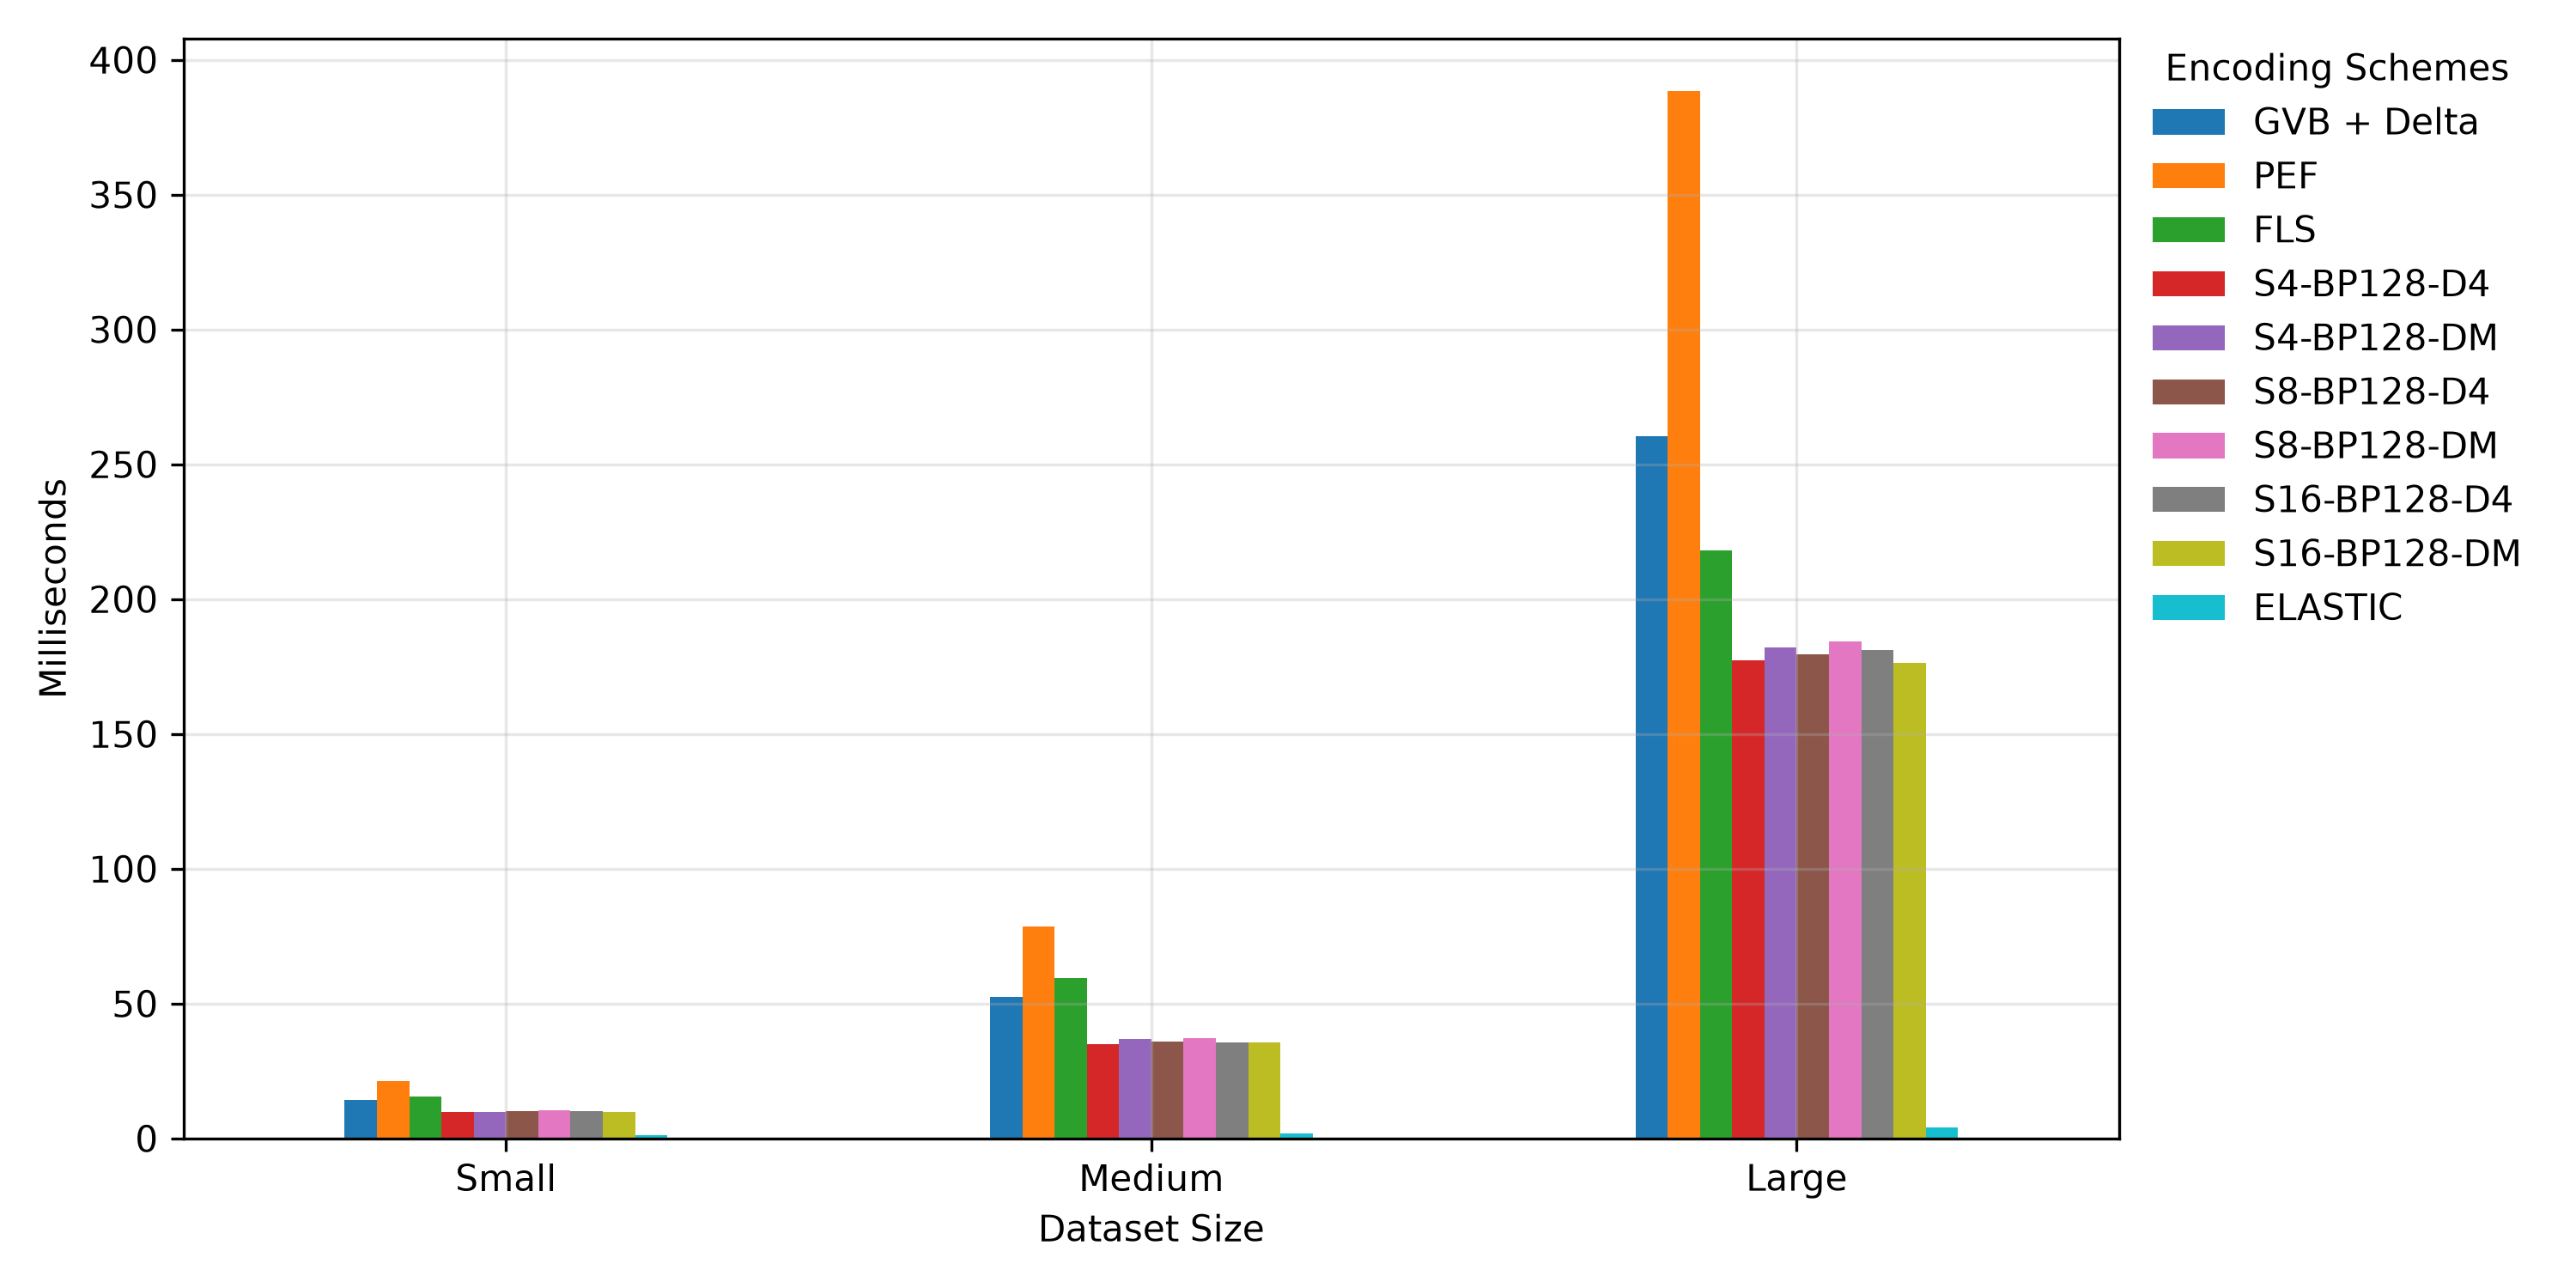 400
350
300
250
200
150
100
50
0
Milliseconds
Small
Medium
Large
Dataset Size
Encoding Schemes
GVB + Delta
PEF
FLS
S4-BP128-D4
S4-BP128-DM
S8-BP128-D4
S8-BP128-DM
S16-BP128-D4
S16-BP128-DM
ELASTIC